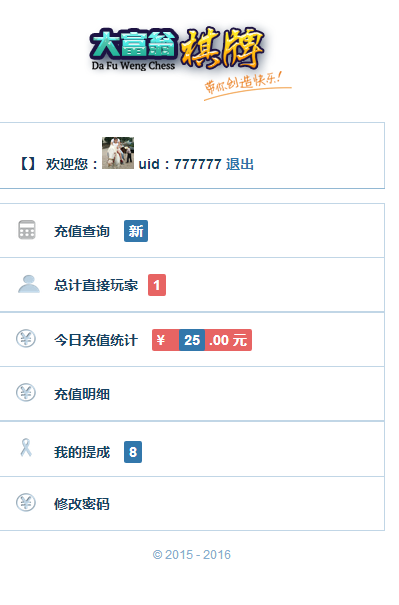 大富翁棋牌
Da Fu Weng Chess
带你创造快乐！
【】 欢迎您： uid：777777 退出
充值查询 新
总计直接玩家 1
今日充值统计 ¥ 25 .00 元
充值明细
我的提成 8
修改密码
© 2015 - 2016